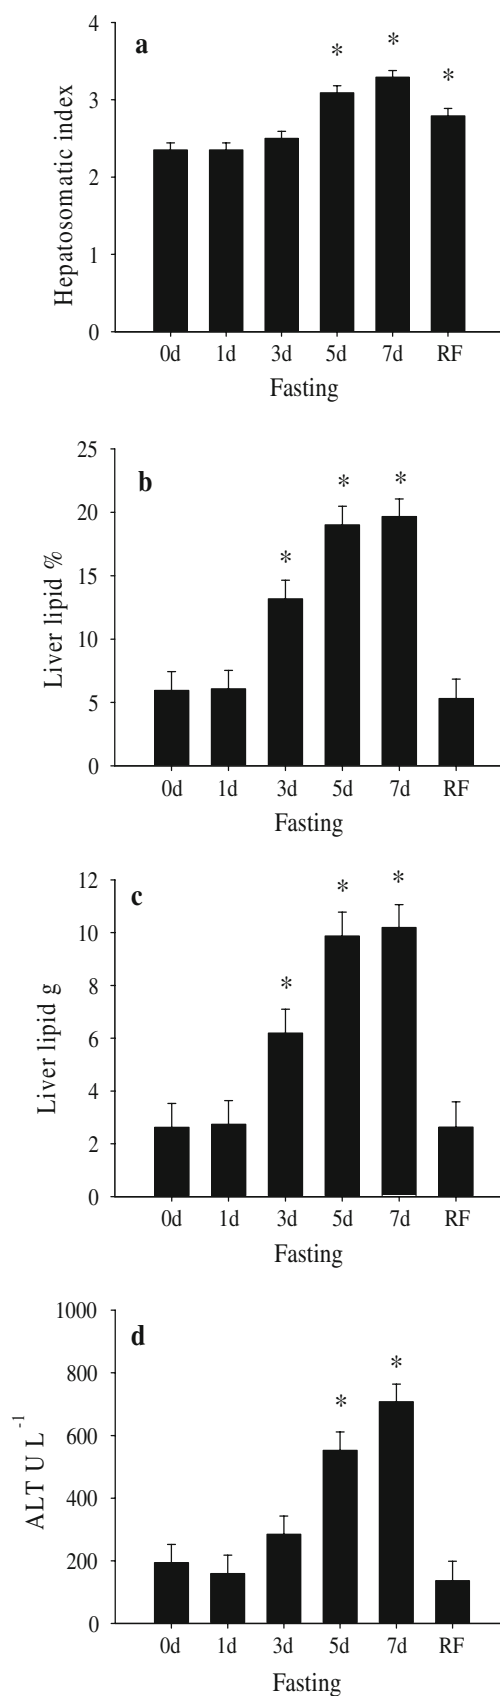 a
4
3
2
1
0
Hepatosomatic index
* * *
0d 1d 3d 5d 7d RF
Fasting
b
25
20
15
10
5
0
Liver lipid %
* * *
0d 1d 3d 5d 7d RF
Fasting
c
12
10
8
6
4
2
0
Liver lipid g
* * *
0d 1d 3d 5d 7d RF
Fasting
d
1000
800
600
400
200
0
ALT U L-1
* *
0d 1d 3d 5d 7d RF
Fasting